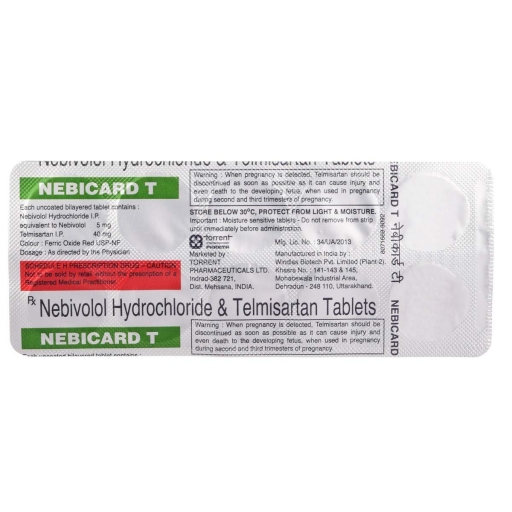 Nebivolol Hydrochloride & Telmisartan Tablets
NEBICARD T
Each uncoated bilayered tablet contains :
Nebivolol Hydrochloride I.P.
equivalent to Nebivolol 5 mg
Telmisartan I.P. 40 mg
Colour : Ferric Oxide Red USP-NF
Dosage : As directed by the Physician
SCHEDULE H PRESCRIPTION DRUG – CAUTION
Not to be sold by retail without the prescription of a
Registered Medical Practitioner.
Warning : When pregnancy is detected, Telmisartan should be
discontinued as soon as possible as it can cause injury and
even death to the developing fetus, when used in pregnancy
during second and third trimesters of pregnancy.
STORE BELOW 30°C, PROTECT FROM LIGHT & MOISTURE.
Important : Moisture sensitive tablets - Do not remove from strip,
until immediately before administration.
torrent
Marketed by
TORRENT
PHARMACEUTICALS LTD.
Indrad-382 721,
Dist. Mehsana, INDIA.
Mfg. Lic. No. 34/UA/2013
Manufactured in India by :
Windlas Biotech Pvt. Limited (Plant-2)
Khasra No. : 141-143 & 145,
Mohabewala Industrial Area,
Dehradun - 248 110, Uttarakhand.
Rx Nebivolol Hydrochloride & Telmisartan Tablets
NEBICARD T
Each uncoated bilayered tablet contains :
Warning : When pregnancy is detected, Telmisartan should be
discontinued as soon as possible as it can cause injury and
even death to the developing fetus, when used in pregnancy
during second and third trimesters of pregnancy.
EBICARD T नेबीकार्ड टी NEBICARD